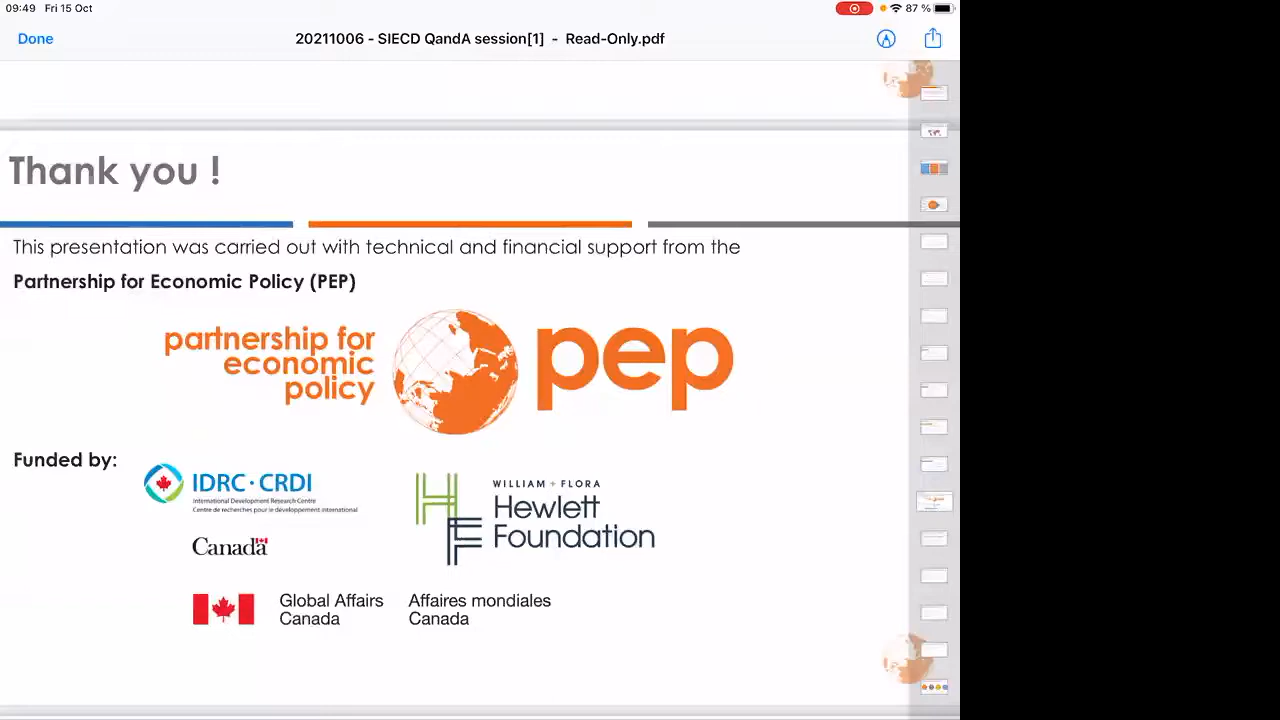 09:49 Fri 15 Oct
87 %
Done
20211006 - SIECD QandA session[1] - Read-Only.pdf
Thank you !
This presentation was carried out with technical and financial support from the
Partnership for Economic Policy (PEP)
partnership for
economic
policy
pep
Funded by:
IDRC · CRDI
International Development Research Centre
Centre de recherches pour le développement international
Canada
WILLIAM + FLORA
Hewlett
Foundation
Global Affairs
Canada
Affaires mondiales
Canada